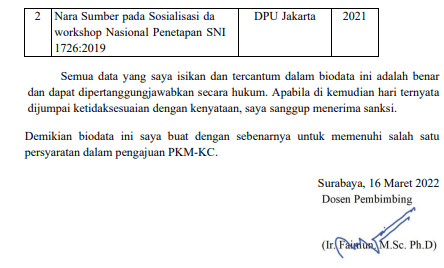 2 Nara Sumber pada Sosialisasi da DPU Jakarta 2021
workshop Nasional Penetapan SNI
1726:2019
Semua data yang saya isikan dan tercantum dalam biodata ini adalah benar
dan dapat dipertanggungjawabkan secara hukum. Apabila di kemudian hari ternyata
dijumpai ketidaksesuaian dengan kenyataan, saya sanggup menerima sanksi.
Demikian biodata ini saya buat dengan sebenarnya untuk memenuhi salah satu
persyaratan dalam pengajuan PKM-KC.
Surabaya, 16 Maret 2022
Dosen Pembimbing
(Ir. Faimun, M.Sc. Ph.D)